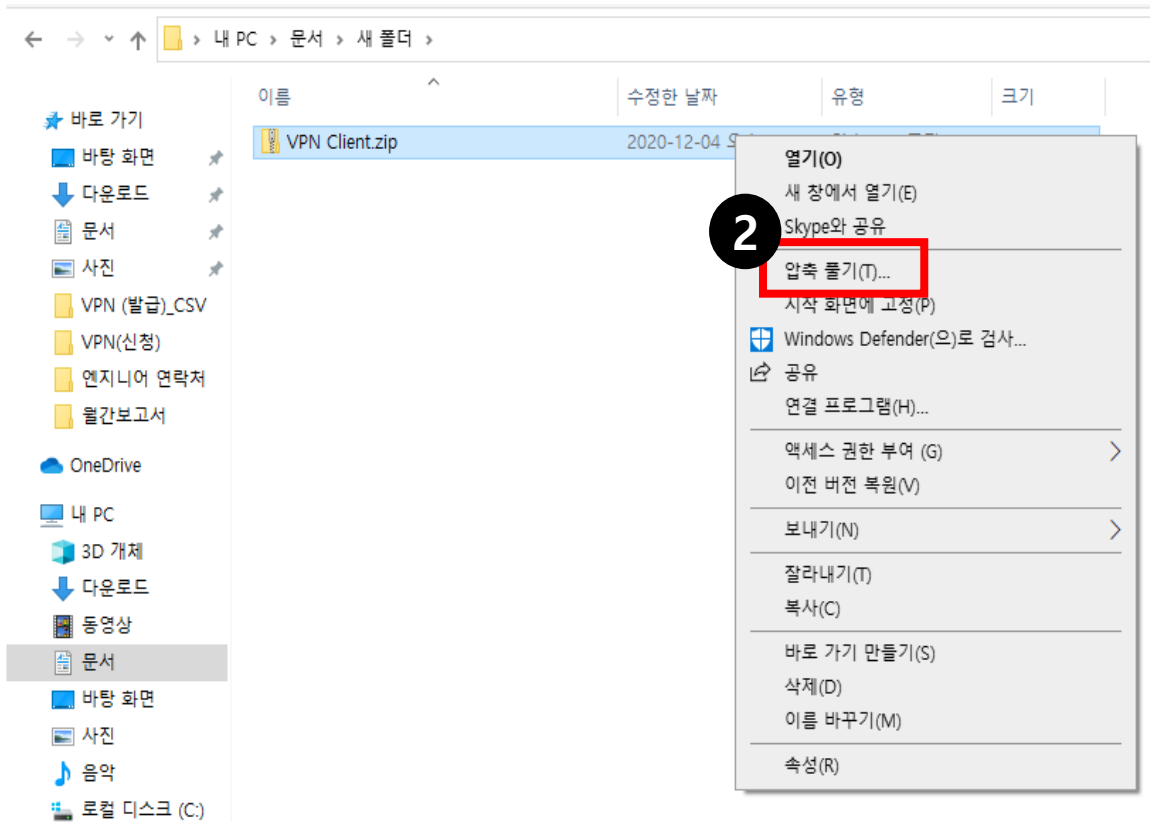 내 PC > 문서 > 새 폴더 >
이름 수정한 날짜 유형 크기
바로 가기
바탕 화면
다운로드
문서
사진
VPN (발급)_CSV
VPN(신청)
엔지니어 연락처
월간보고서
OneDrive
내 PC
3D 개체
다운로드
동영상
문서
바탕 화면
사진
음악
로컬 디스크 (C:)
VPN Client.zip 2020-12-04
열기(O)
새 창에서 열기(E)
Skype와 공유
2
압축 풀기(T)...
시작 화면에 고정(P)
Windows Defender(으)로 검사...
공유
연결 프로그램(H)...
액세스 권한 부여 (G)
이전 버전 복원(V)
보내기(N)
잘라내기(T)
복사(C)
바로 가기 만들기(S)
삭제(D)
이름 바꾸기(M)
속성(R)